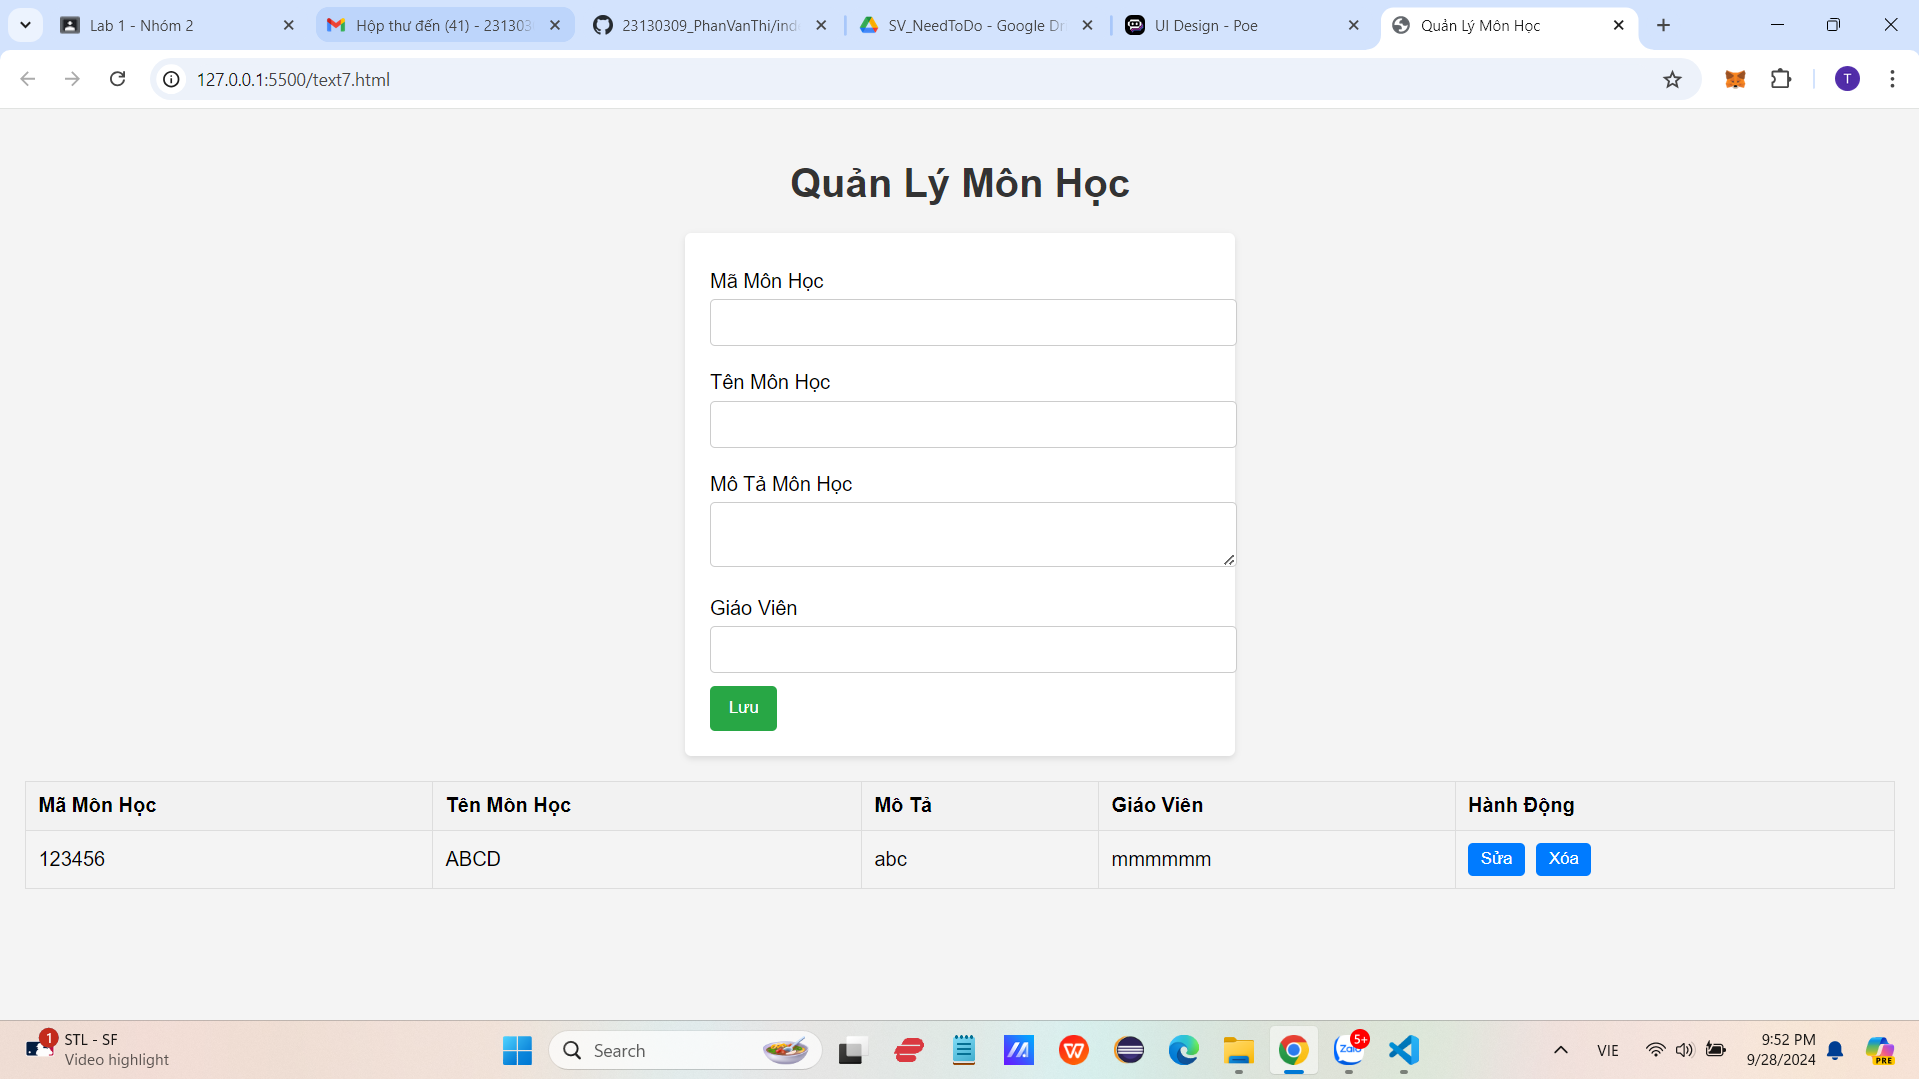 Lab 1 - Nhóm 2
Hộp thư đến (41) - 23130
23130309_PhanVanThi/ind
SV_NeedToDo - Google Dr
UI Design - Poe
Quản Lý Môn Học
127.0.0.1:5500/text7.html
T
Quản Lý Môn Học
Mã Môn Học
Tên Môn Học
Mô Tả Môn Học
Giáo Viên
Lưu
Mã Môn Học Tên Môn Học Mô Tả Giáo Viên Hành Động
123456 ABCD abc mmmmmm Sửa Xóa
1
STL - SF
Video highlight
Search
Zalo
5+
VIE
9:52 PM
9/28/2024
PRE